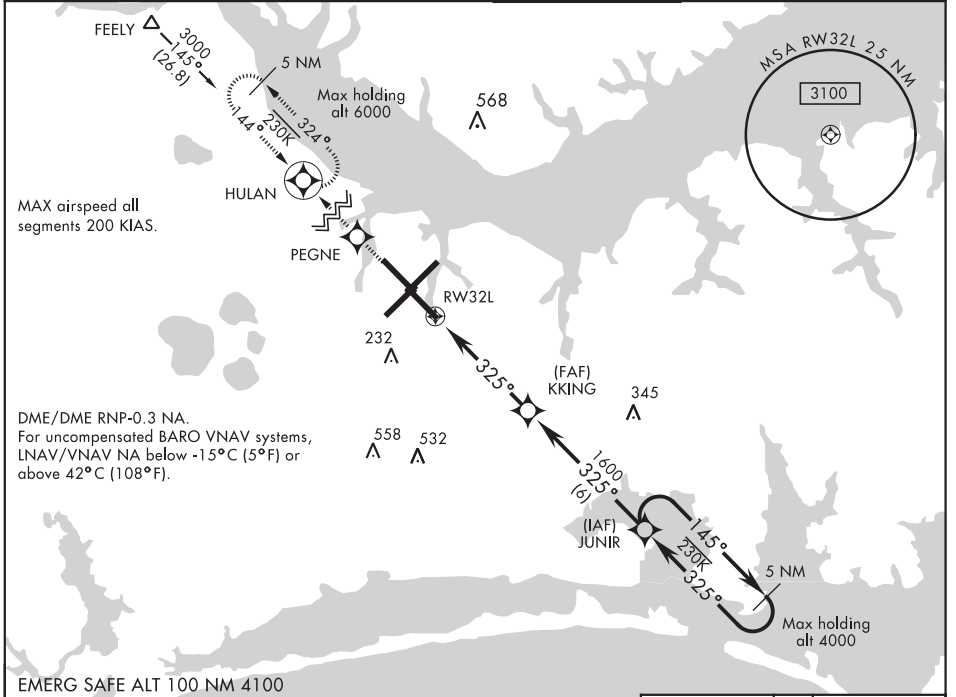 FEELY
3000
145°
(26.8)
5 NM
Max holding
alt 6000
324°
230K
144°
HULAN
568
MSA RW32L 25 NM
3100
MAX airspeed all
segments 200 KIAS.
PEGNE
RW32L
232
325°
(FAF)
KKING
345
DME/DME RNP-0.3 NA.
For uncompensated BARO VNAV systems,
LNAV/VNAV NA below -15°C (5°F) or
above 42°C (108°F).
558
532
1600
325°
(6)
(IAF)
JUNIR
145°
230K
325°
5 NM
Max holding
alt 4000
EMERG SAFE ALT 100 NM 4100